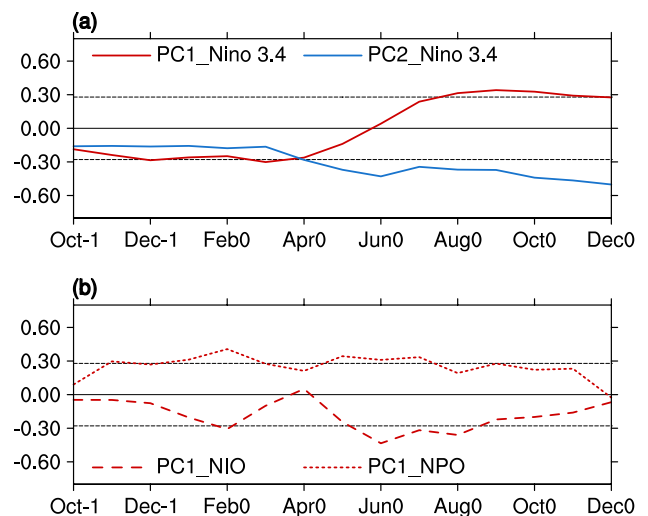 (a)
PC1_Nino 3.4 PC2_Nino 3.4
0.60
0.30
0.00
-0.30
-0.60
Oct-1 Dec-1 Feb0 Apr0 Jun0 Aug0 Oct0 Dec0
(b)
0.60
0.30
0.00
-0.30
-0.60
PC1_NIO PC1_NPO
Oct-1 Dec-1 Feb0 Apr0 Jun0 Aug0 Oct0 Dec0